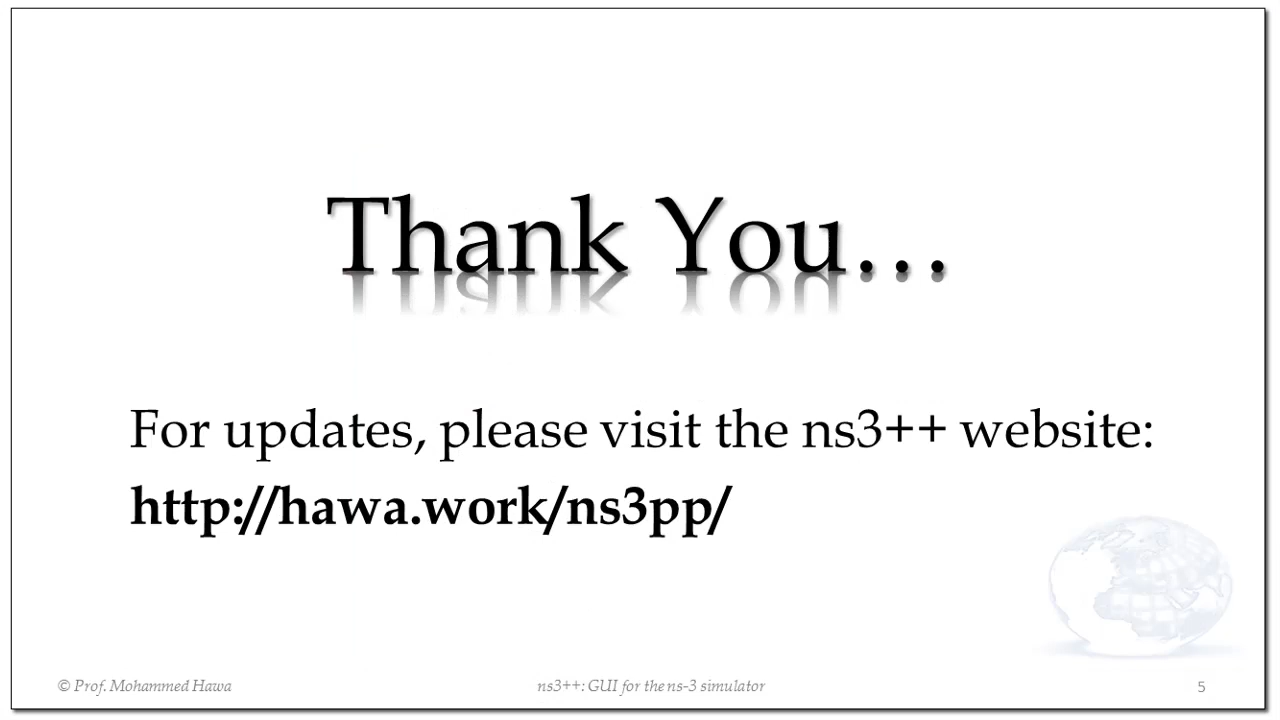 Thank You…
For updates, please visit the ns3++ website:
http://hawa.work/ns3pp/
© Prof. Mohammed Hawa
ns3++: GUI for the ns-3 simulator
5